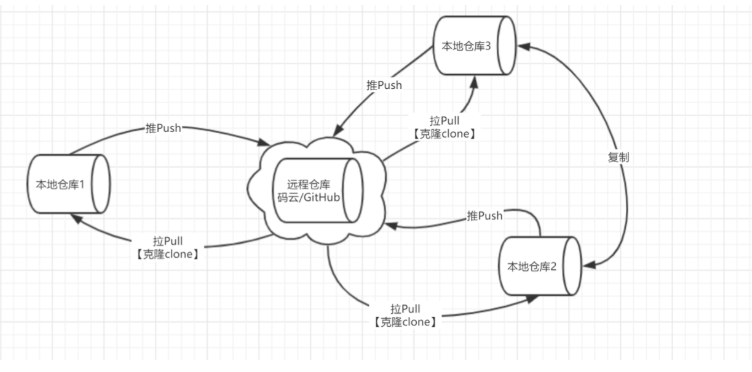 本地仓库3
推Push
拉Pull
【克隆clone】
推Push
复制
本地仓库1
远程仓库
码云/GitHub
推Push
拉Pull
【克隆clone】
本地仓库2
拉Pull
【克隆clone】